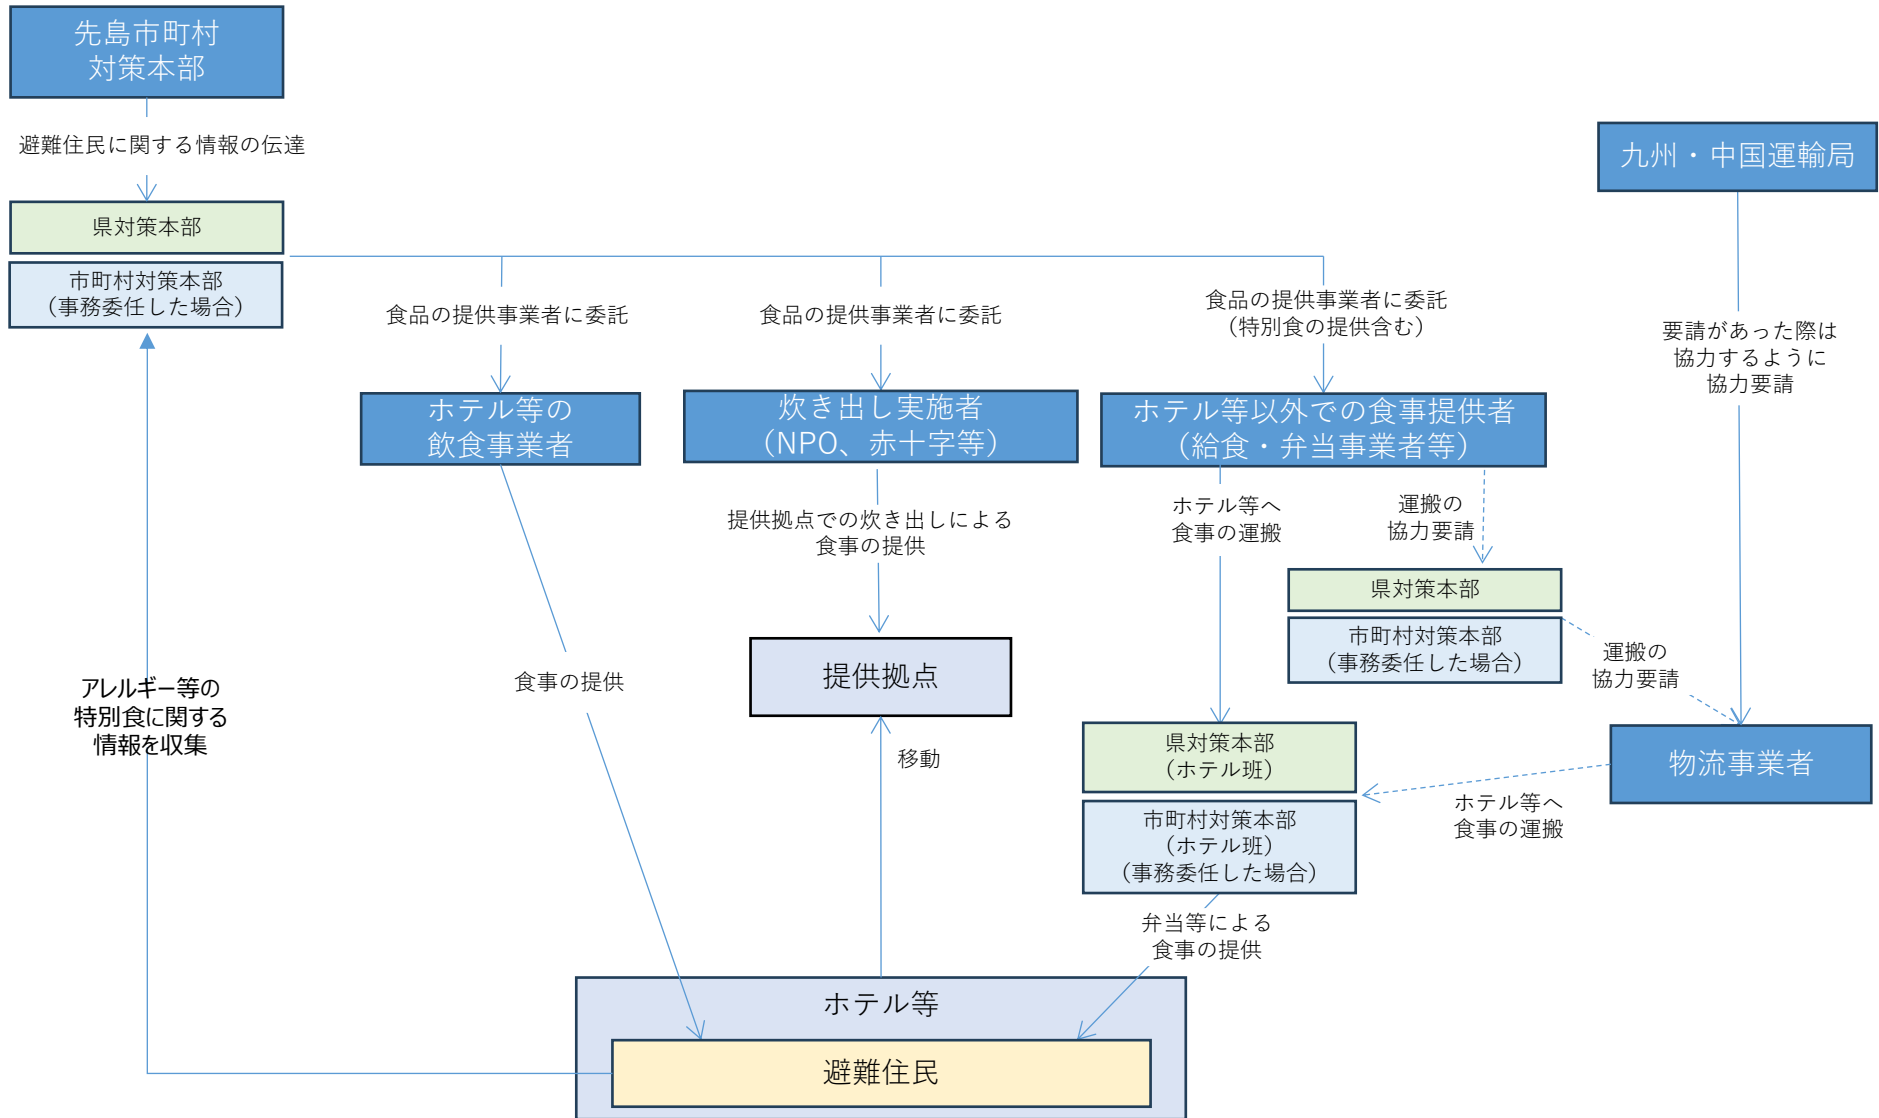 先島市町村
対策本部
避難住民に関する情報の伝達
九州・中国運輸局
県対策本部
市町村対策本部
（事務委任した場合）
食品の提供事業者に委託
食品の提供事業者に委託
食品の提供事業者に委託
（特別食の提供含む）
要請があった際は
協力するように
協力要請
ホテル等の
飲食事業者
炊き出し実施者
（NPO、赤十字等）
ホテル等以外での食事提供者
（給食・弁当事業者等）
提供拠点での炊き出しによる
食事の提供
ホテル等へ
食事の運搬
運搬の
協力要請
県対策本部
市町村対策本部
（事務委任した場合）
運搬の
協力要請
アレルギー等の
特別食に関する
情報を収集
食事の提供
提供拠点
移動
県対策本部
（ホテル班）
市町村対策本部
（ホテル班）
（事務委任した場合）
物流事業者
ホテル等へ
食事の運搬
弁当等による
食事の提供
ホテル等
避難住民